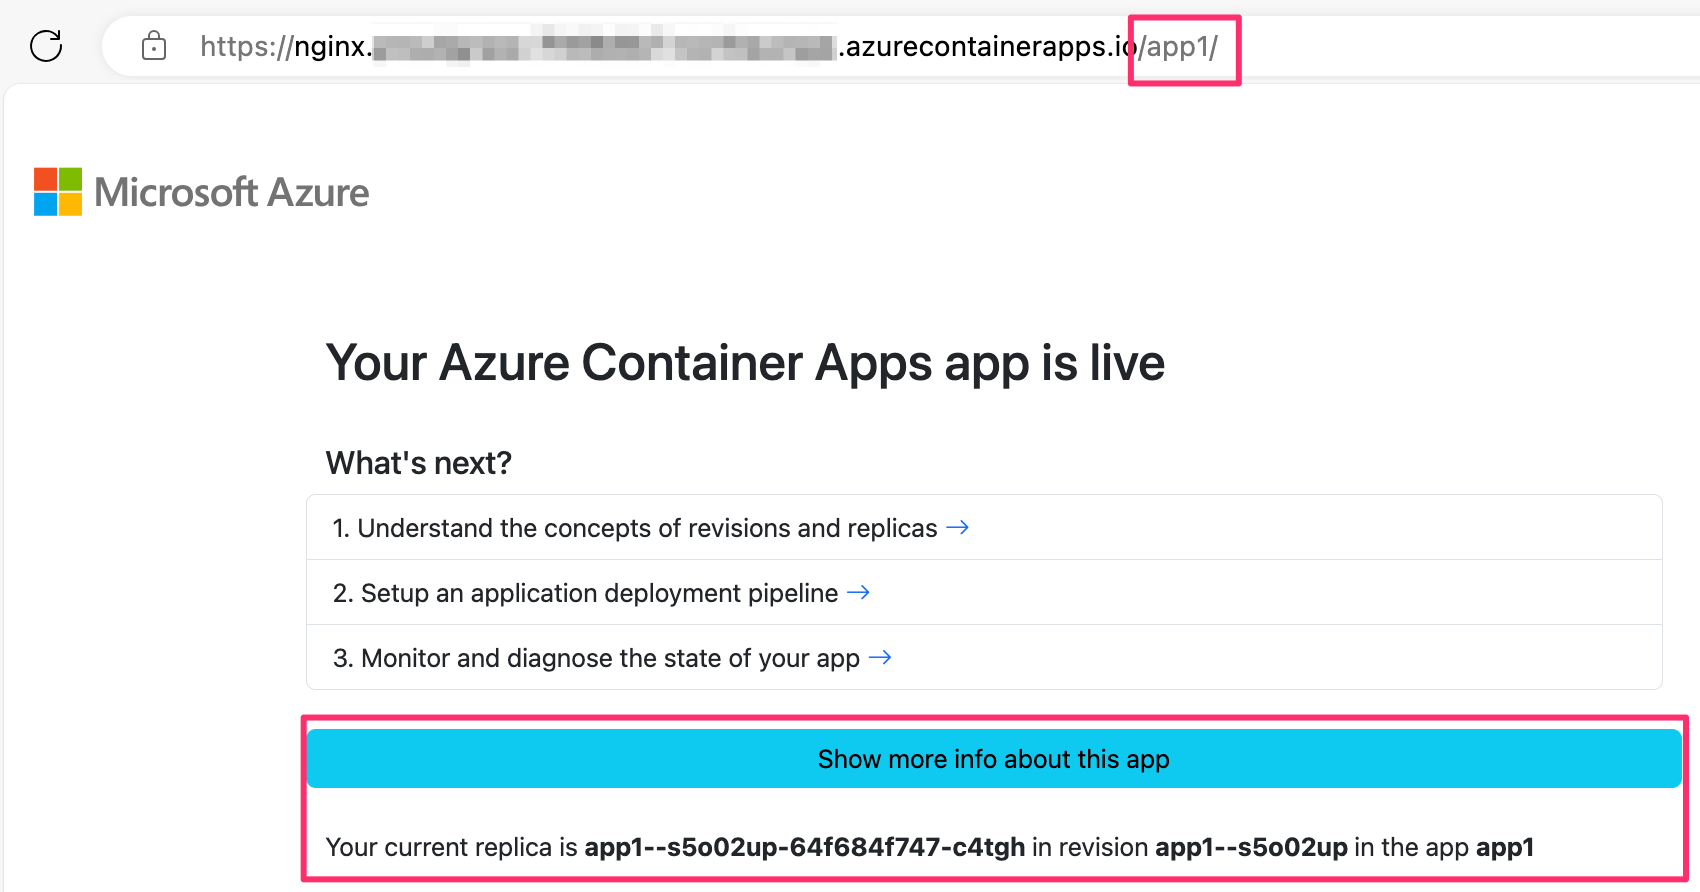 https://nginx. .azurecontainerapps.io/app1/
Microsoft Azure
Your Azure Container Apps app is live
What's next?
1. Understand the concepts of revisions and replicas →
2. Setup an application deployment pipeline →
3. Monitor and diagnose the state of your app →
Show more info about this app
Your current replica is app1--s5o02up-64f684f747-c4tgh in revision app1--s5o02up in the app app1